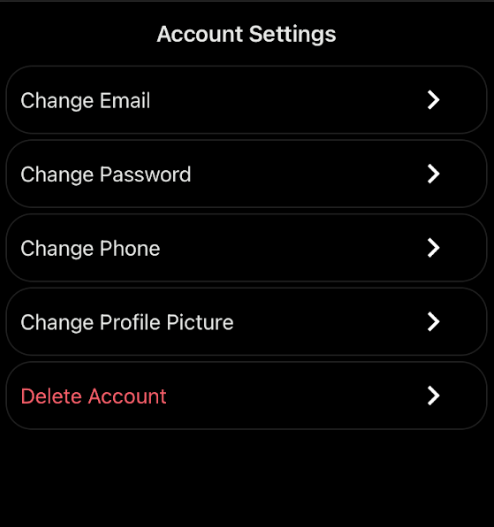 Account Settings
Change Email
Change Password
Change Phone
Change Profile Picture
Delete Account